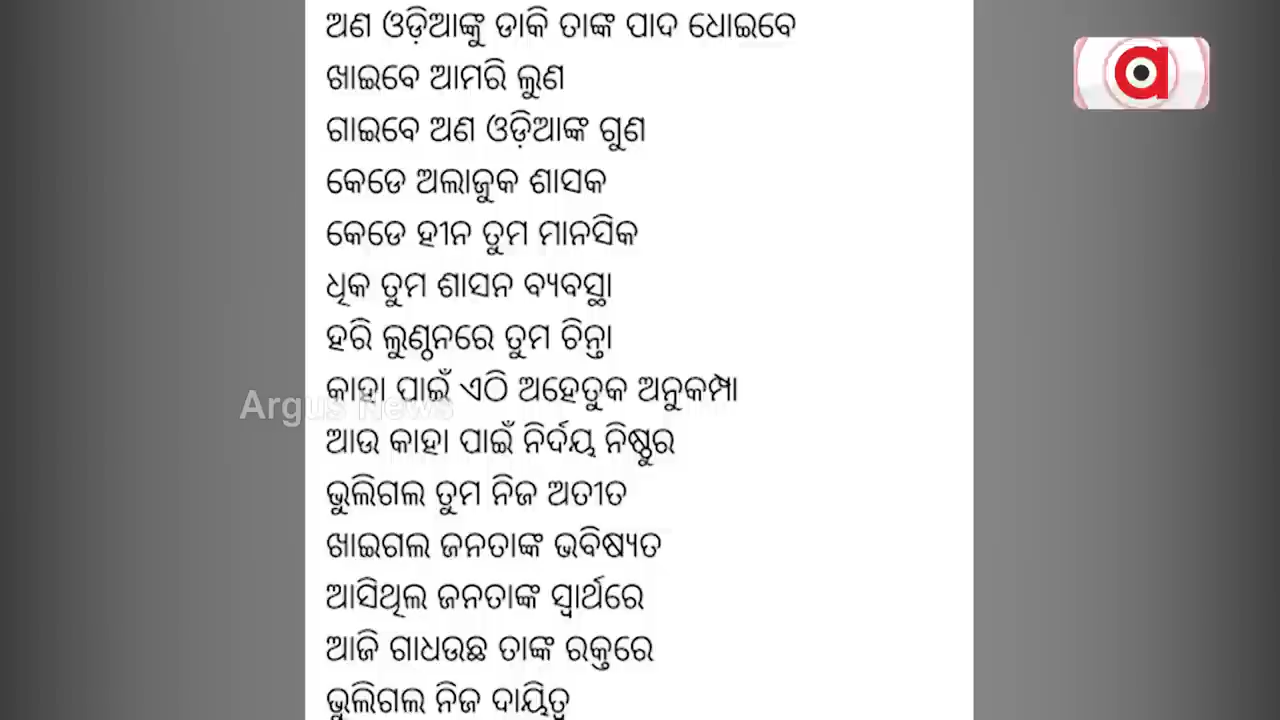 ଅଣ ଓଡ଼ିଆଙ୍କୁ ଡାକି ତାଙ୍କ ପାଦ ଧୋଇବେ
ଖାଇବେ ଆମରି ଲୁଣ
ଗାଇବେ ଅଣ ଓଡ଼ିଆଙ୍କ ଗୁଣ
କେଡେ ଅଲାଜୁକ ଶାସକ
କେଡେ ହୀନ ତୁମ ମାନସିକ
ଧିକ ତୁମ ଶାସନ ବ୍ୟବସ୍ଥା
ହରି ଲୁଣ୍ଠନରେ ତୁମ ଚିନ୍ତା
କାହା ପାଇଁ ଏଠି ଅହେତୁକ ଅନୁକମ୍ପା
Argus News
ଆଉ କାହା ପାଇଁ ନିର୍ଦୟ ନିଷ୍ଠୁର
ଭୁଲିଗଲ ତୁମ ନିଜ ଅତୀତ
ଖାଇଗଲ ଜନତାଙ୍କ ଭବିଷ୍ୟତ
ଆସିଥିଲ ଜନତାଙ୍କ ସ୍ୱାର୍ଥରେ
ଆଜି ଗାଧଉଛ ତାଙ୍କ ରକ୍ତରେ
ଭୁଲିଗଲ ନିଜ ଦାୟିତ୍ୱ
a